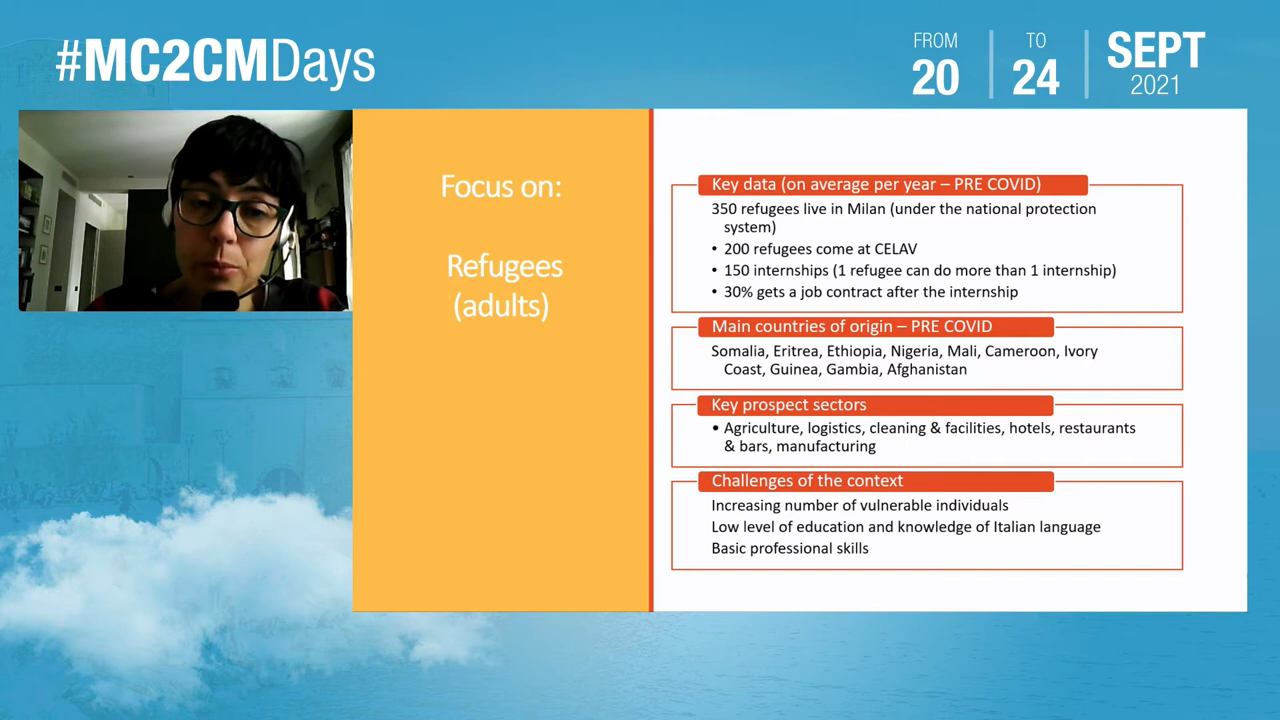 #MC2CMDays
FROM
20
TO
24
SEPT
2021
Focus on:
Refugees
(adults)
Key data (on average per year – PRE COVID)
350 refugees live in Milan (under the national protection
system)
• 200 refugees come at CELAV
• 150 internships (1 refugee can do more than 1 internship)
• 30% gets a job contract after the internship
Main countries of origin – PRE COVID
Somalia, Eritrea, Ethiopia, Nigeria, Mali, Cameroon, Ivory
Coast, Guinea, Gambia, Afghanistan
Key prospect sectors
• Agriculture, logistics, cleaning & facilities, hotels, restaurants
& bars, manufacturing
Challenges of the context
Increasing number of vulnerable individuals
Low level of education and knowledge of Italian language
Basic professional skills